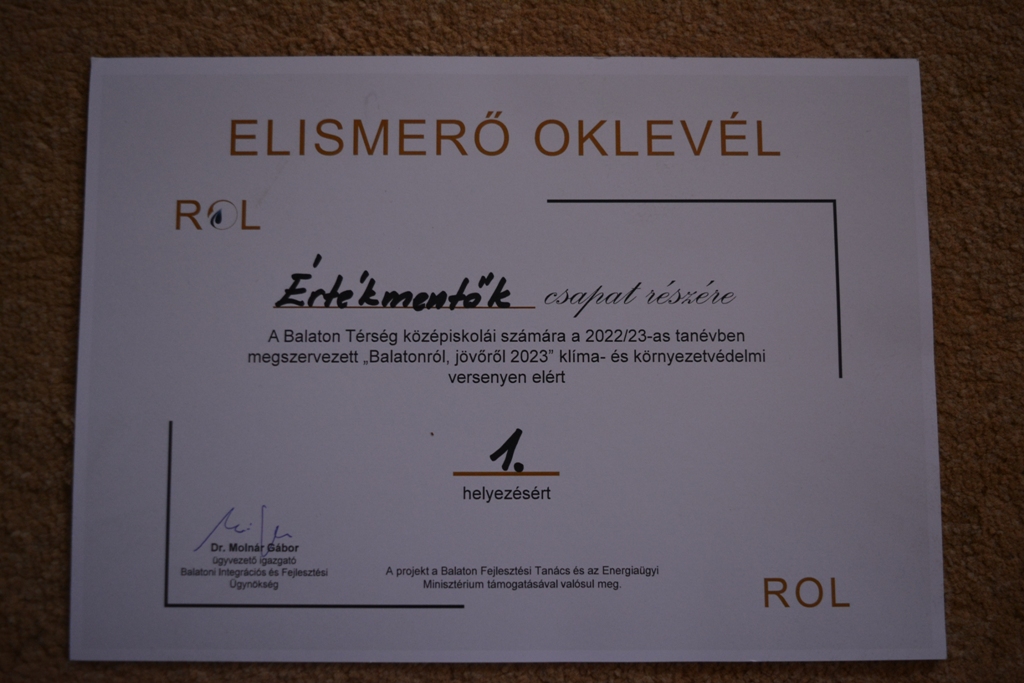 ELISMERŐ OKLEVÉL
ROL
Értékmentők csapat részére
A Balaton Térség középiskolái számára a 2022/23-as tanévben
megszervezett „Balatonról, jövőről 2023” klíma- és környezetvédelmi
versenyen elért
1.
helyezésért
Dr. Molnár Gábor
ügyvezető igazgató
Balatoni Integrációs és Fejlesztési
Ügynökség
A projekt a Balaton Fejlesztési Tanács és az Energiaügyi
Minisztérium támogatásával valósul meg.
ROL